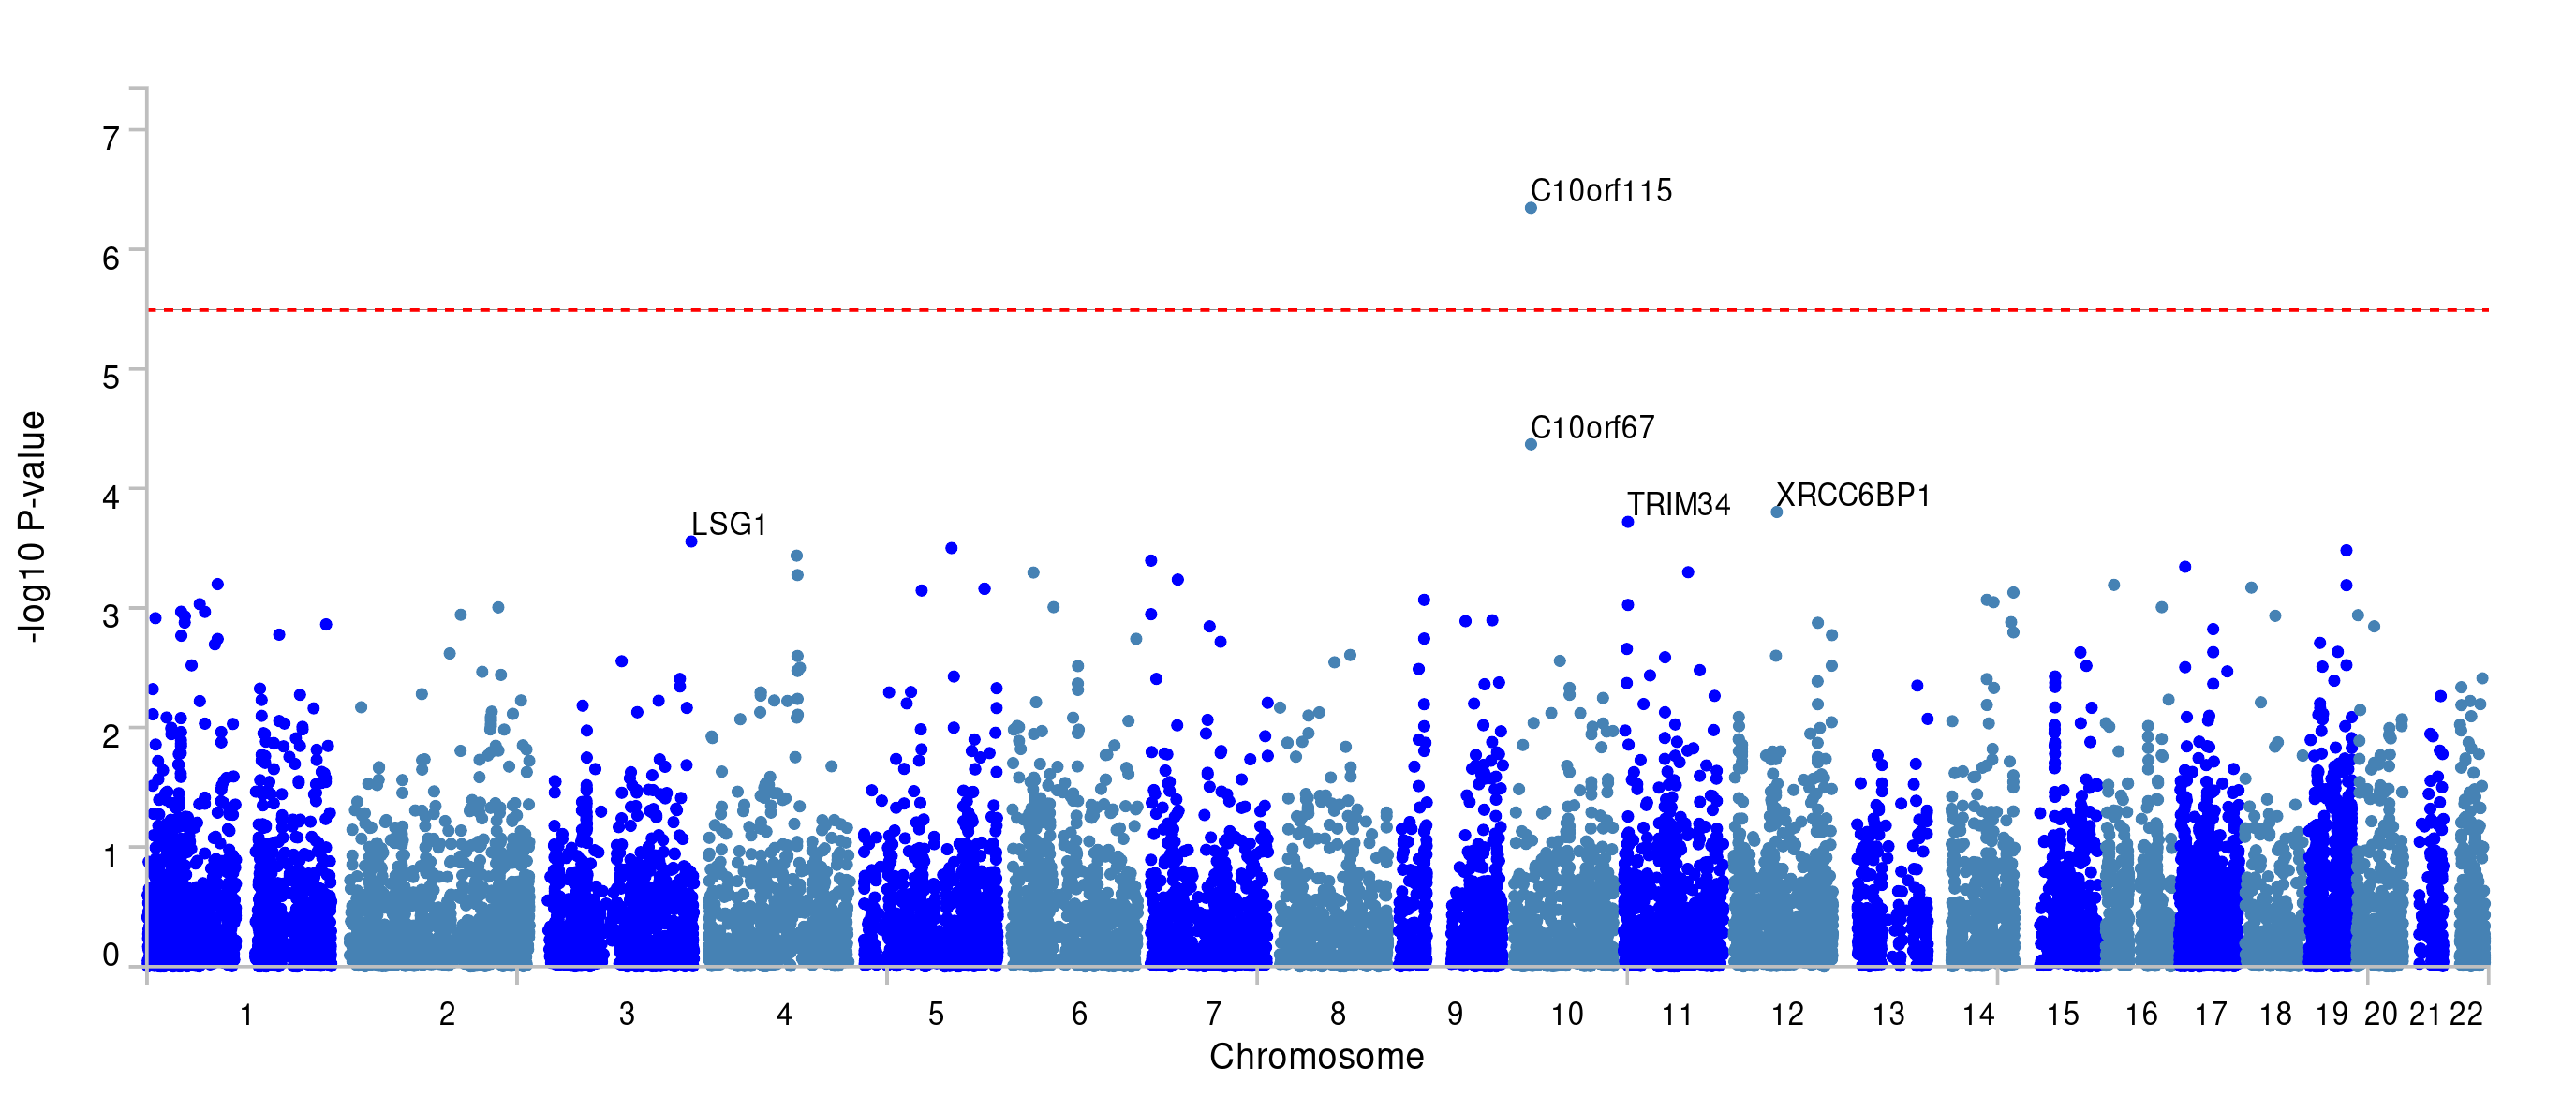 7
C10orf115
6
5
C10orf67
4
XRCC6BP1
TRIM34
LSG1
3
2
1
0
-log10 P-value
1 2 3 4 5 6 7 8 9 10 11 12 13 14 15 16 17 18 19 20 21 22
Chromosome